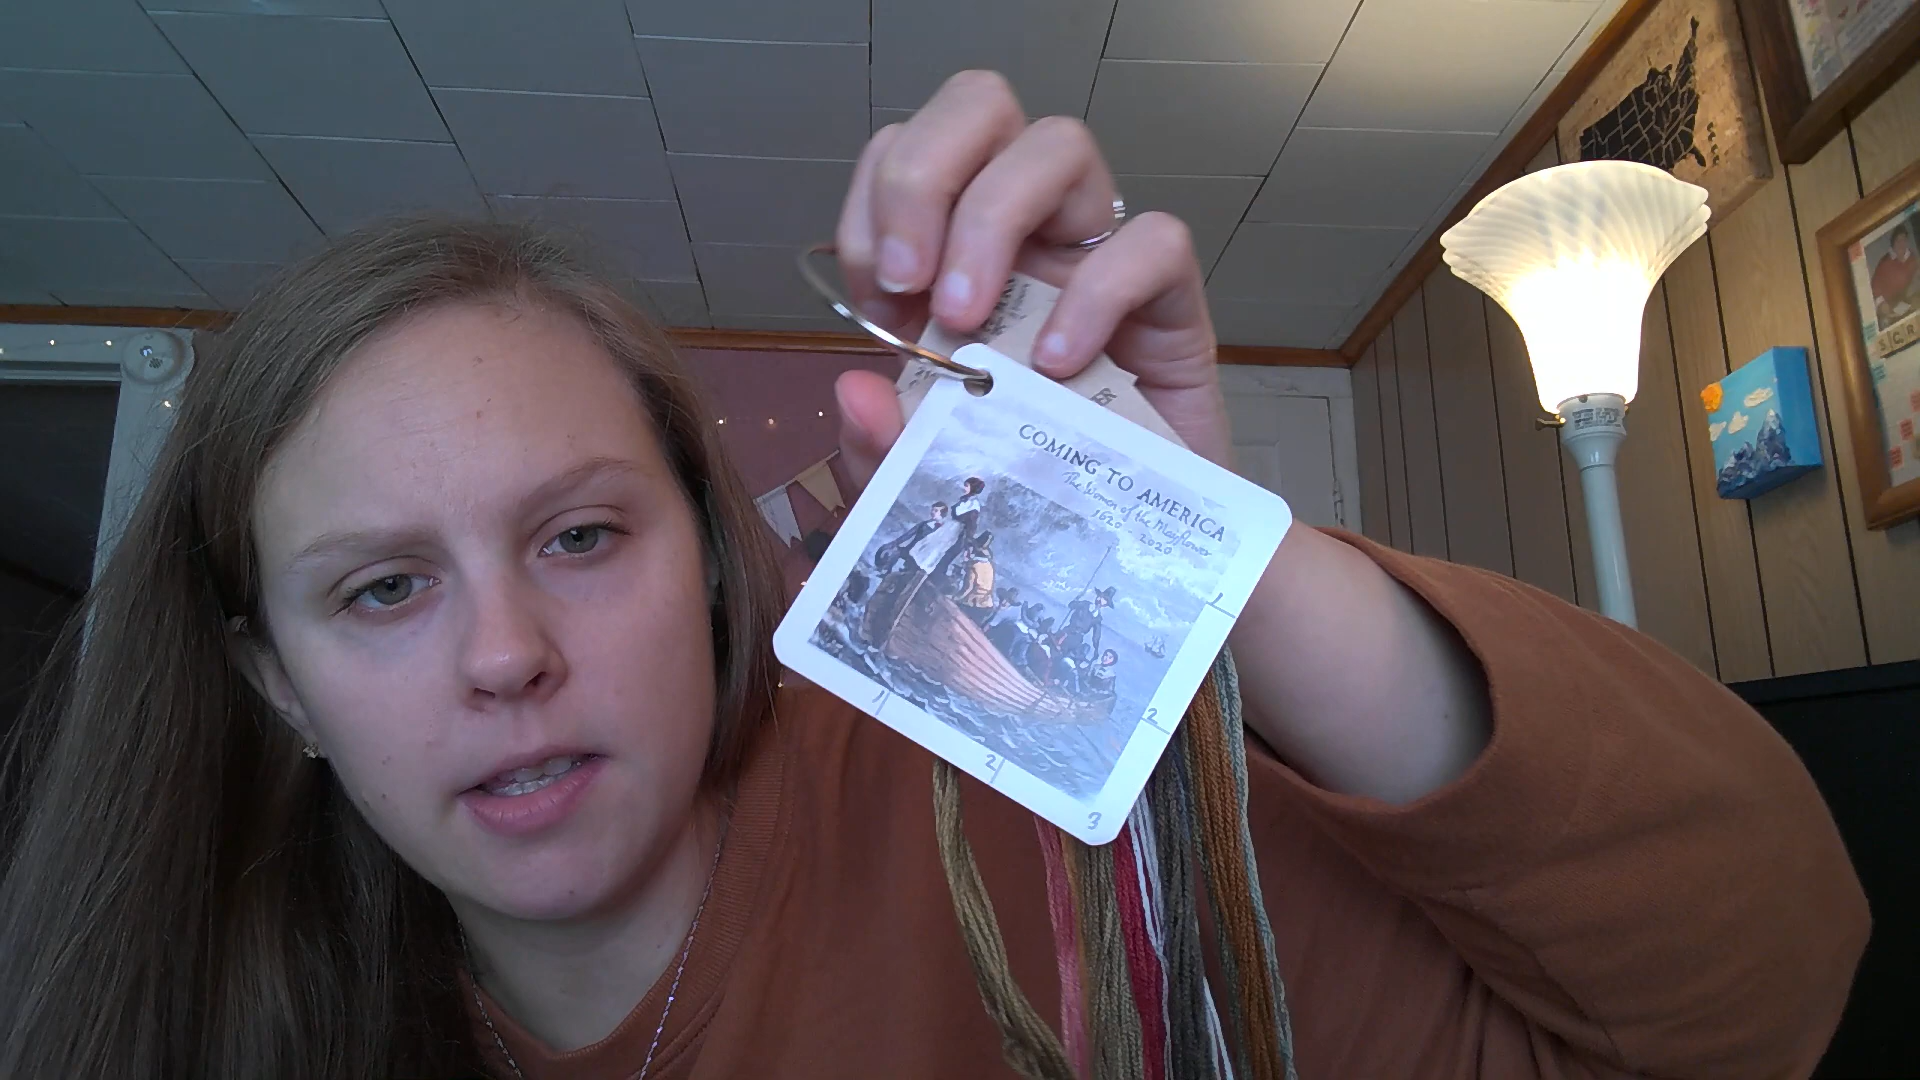 COMING TO AMERICA
The Women of the Mayflower
1620 - 2020
1
2
1
2
3